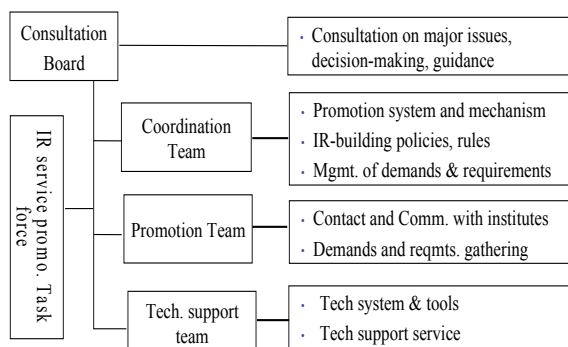 Consultation
Board
· Consultation on major issues,
decision-making, guidance
IR service promo. Task
force
Coordination
Team
· Promotion system and mechanism
· IR-building policies, rules
· Mgmt. of demands & requirements
Promotion Team
· Contact and Comm. with institutes
· Demands and reqmts. gathering
Tech. support
team
· Tech system & tools
· Tech support service